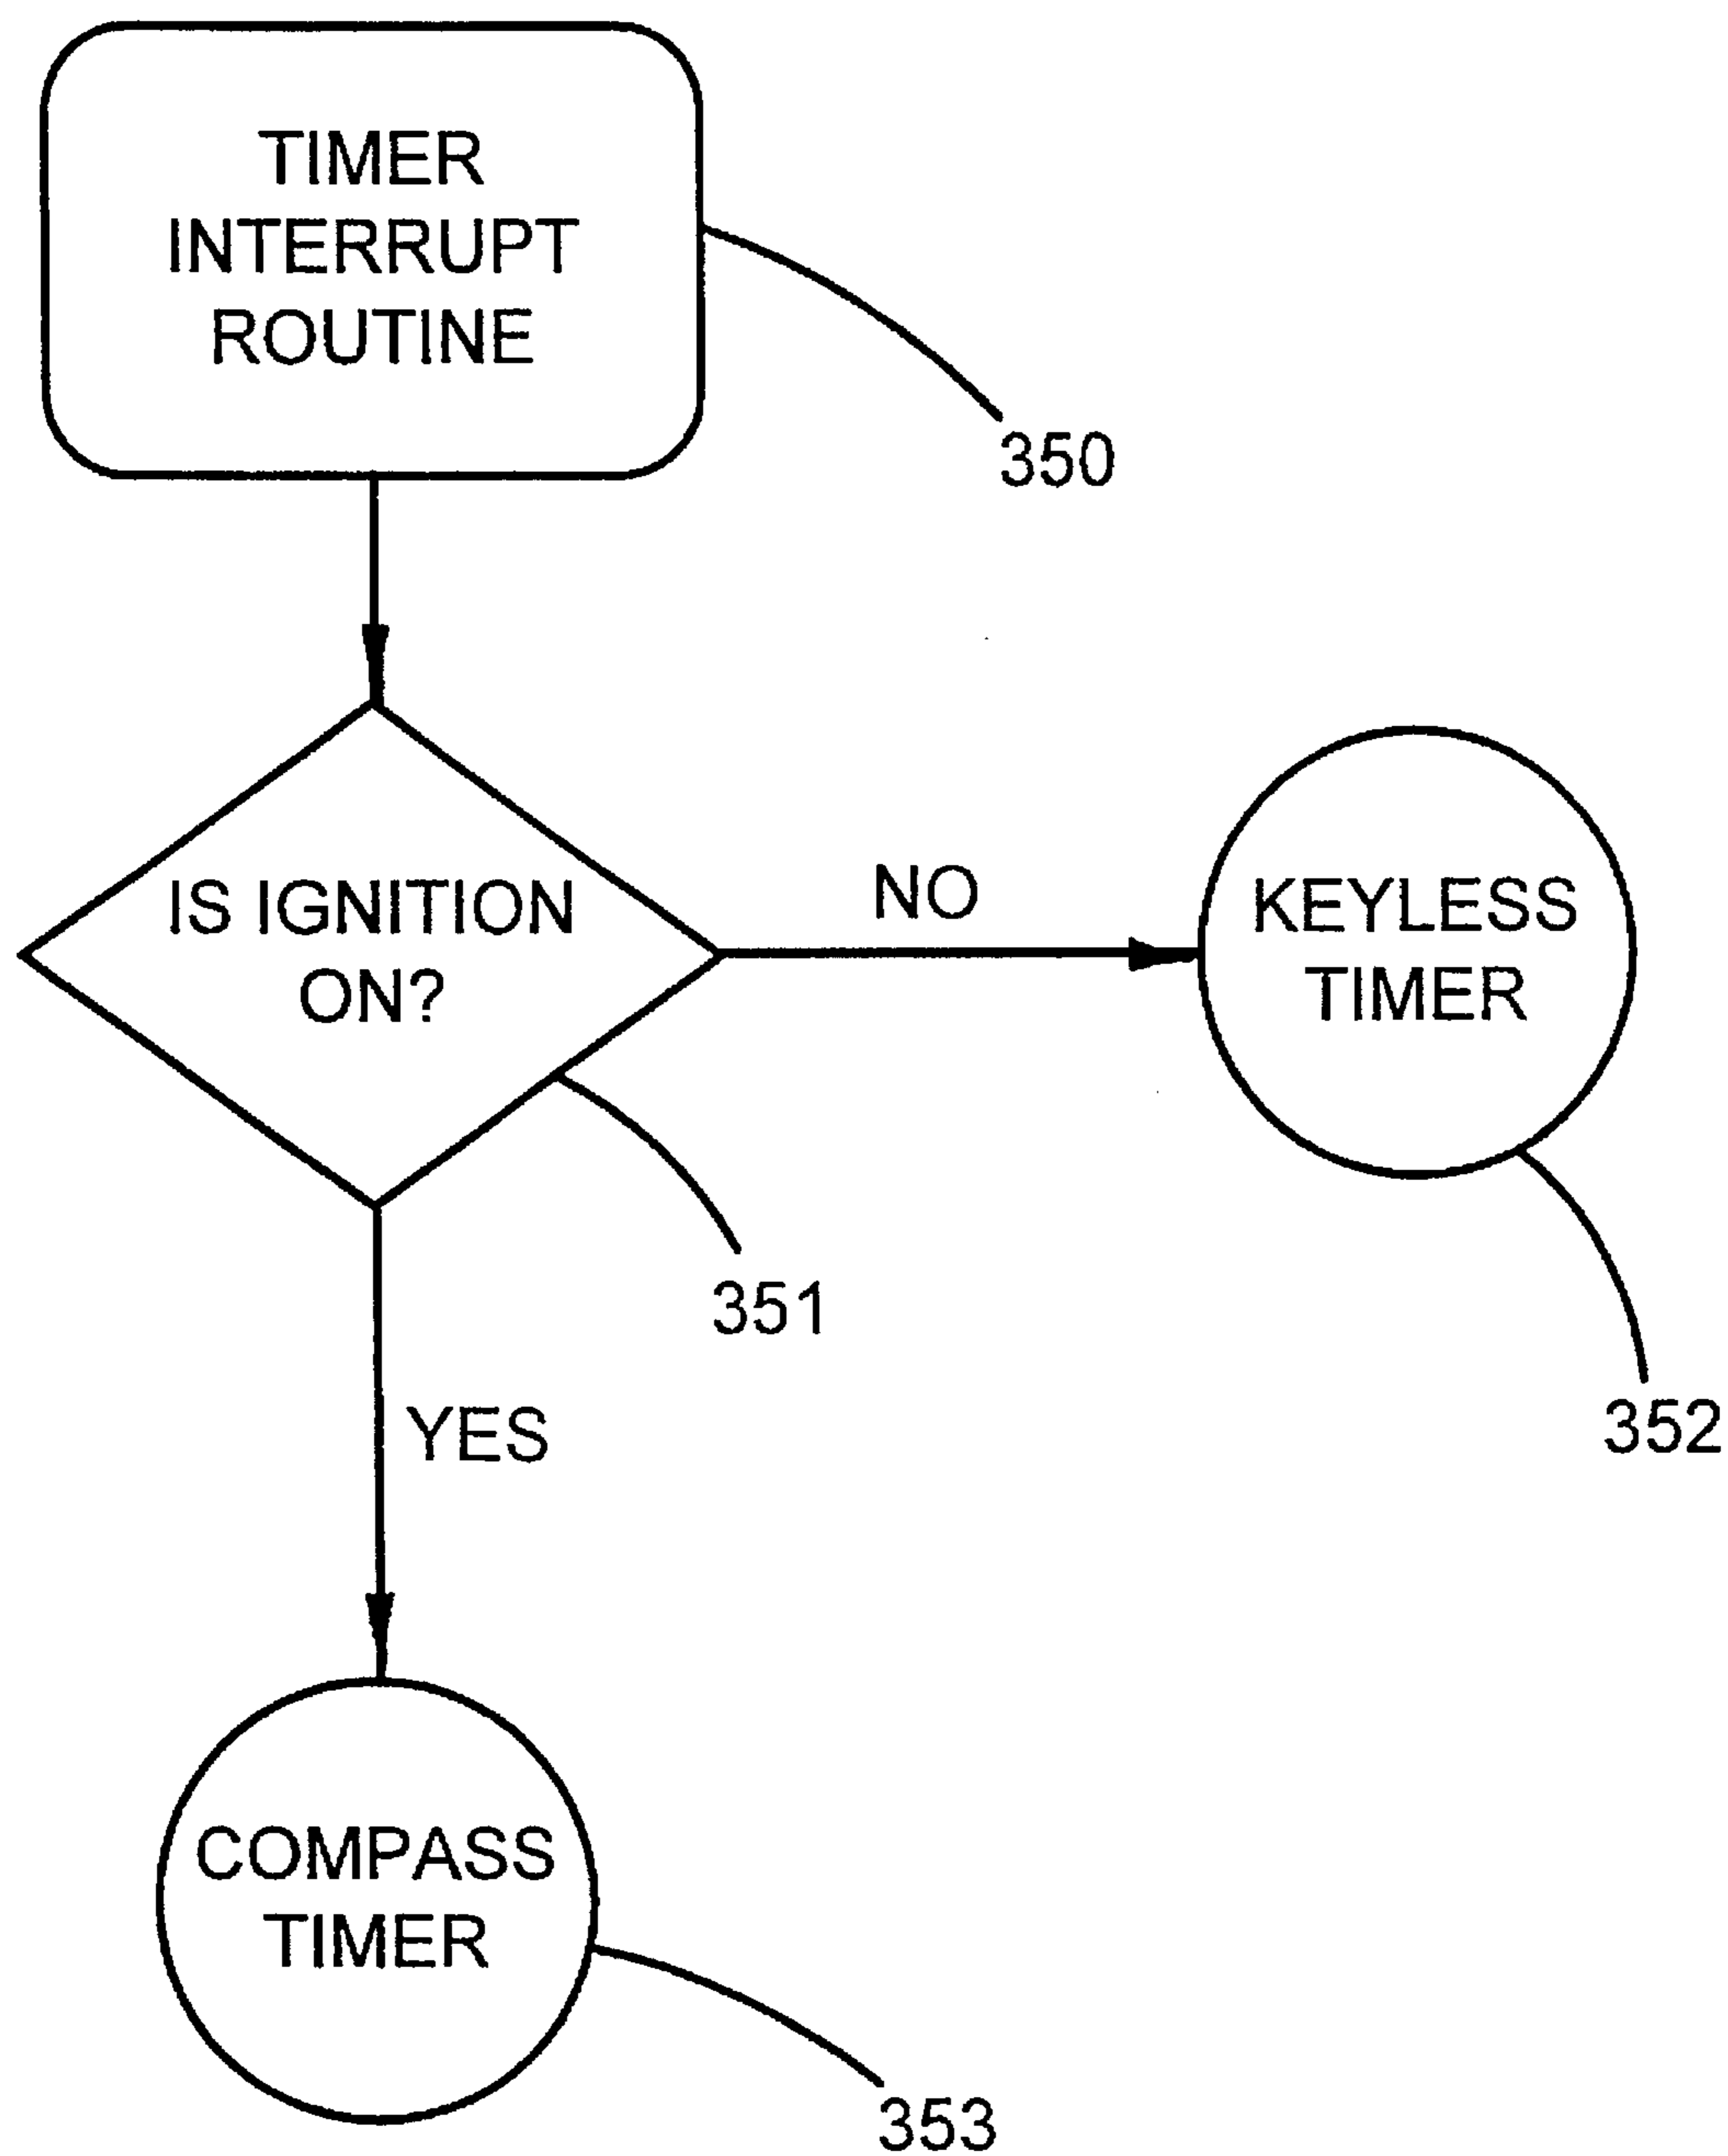 TIMER
INTERRUPT
ROUTINE
350
IS IGNITION
ON?
NO
KEYLESS
TIMER
351
352
YES
COMPASS
TIMER
353